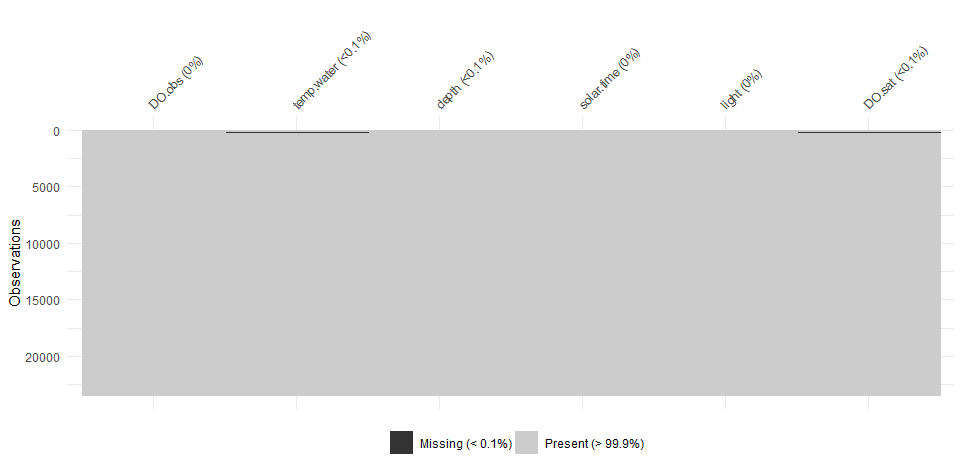 DO.obs (0%)
temp.water (<0.1%)
depth (<0.1%)
solar.time (0%)
light (0%)
DO.sat (<0.1%)
0
5000
10000
15000
20000
Observations
Missing (< 0.1%)
Present (> 99.9%)